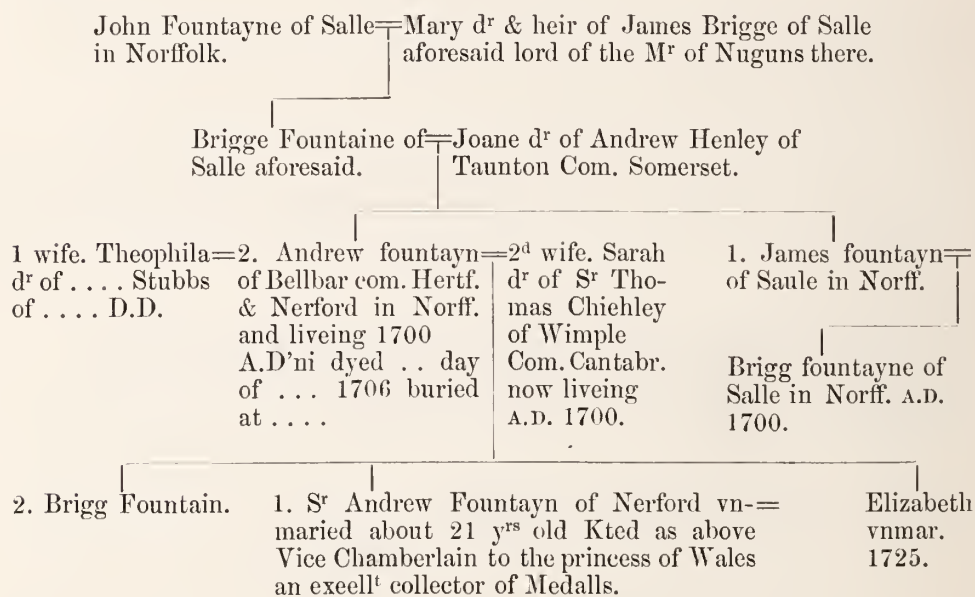 John Fountayne of Salle=Mary dʳ & heir of James Brigge of Salle
in Norffolk. aforesaid lord of the Mʳ of Nuguns there.
Brigge Fountaine of=Joane dʳ of Andrew Henley of
Salle aforesaid. Taunton Com. Somerset.
1 wife. Theophila=
dʳ of .... Stubbs
of .... D.D.
2. Andrew fountayn=
of Bellbar com. Hertf.
& Nerford in Norff.
and liveing 1700
A.D'ni dyed .. day
of ... 1706 buried
at ....
2ᵈ wife. Sarah
dʳ of Sʳ Tho-
mas Chiehley
of Wimple
Com. Cantabr.
now liveing
A.D. 1700.
1. James fountayn=
of Saule in Norff.
Brigg fountayne of
Salle in Norff. A.D.
1700.
2. Brigg Fountain.
1. Sʳ Andrew Fountayn of Nerford vn-=
maried about 21 yʳˢ old Kted as above
Vice Chamberlain to the princess of Wales
an exeellᵗ collector of Medalls.
Elizabeth
vnmar.
1725.